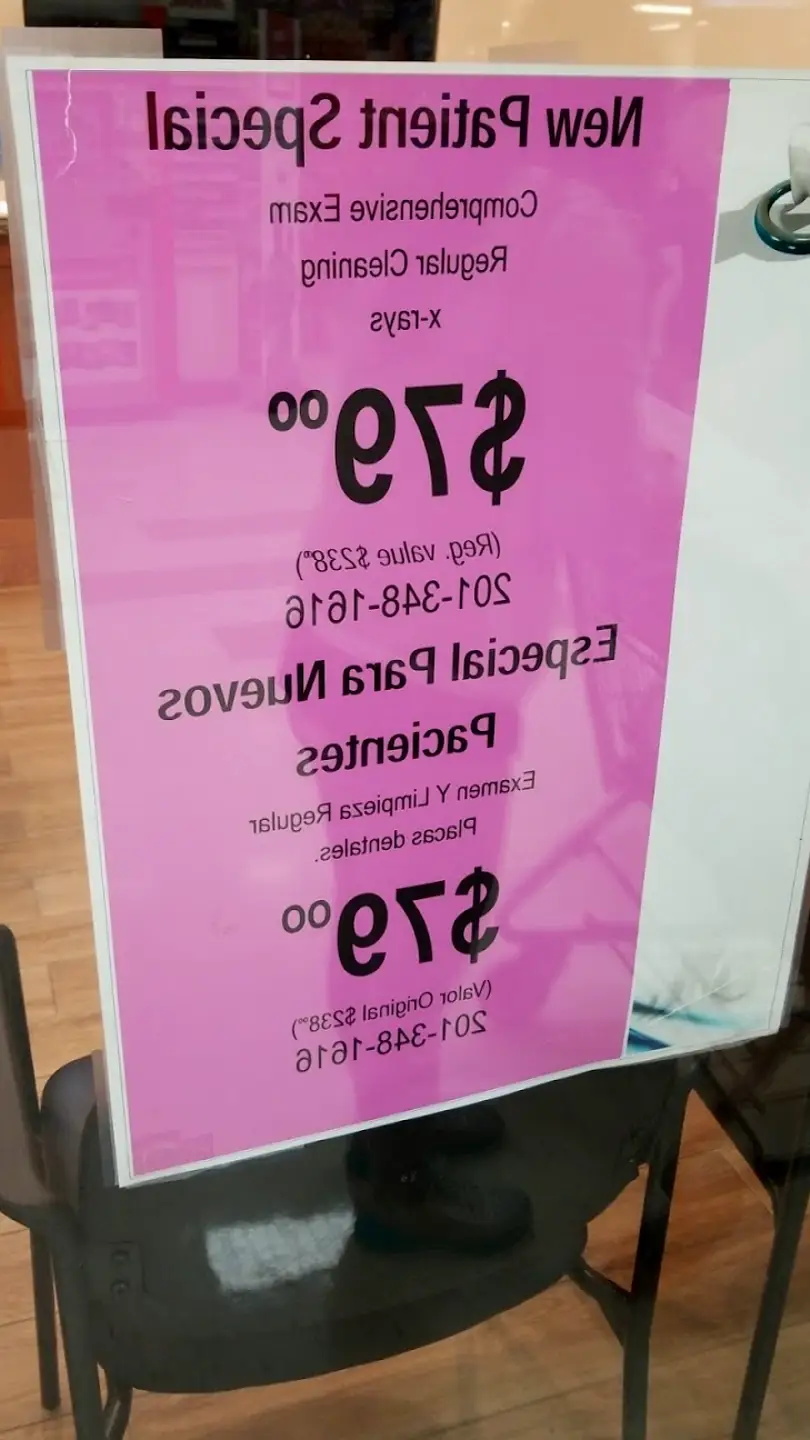 New Patient Special
Comprehensive Exam
Regular Cleaning
x-rays
$79⁰⁰
(Reg. value $238⁰⁰)
201-348-1616
Especial Para Nuevos
Pacientes
Examen Y Limpieza Regular
Placas dentales.
$79⁰⁰
(Valor Original $238⁰⁰)
201-348-1616